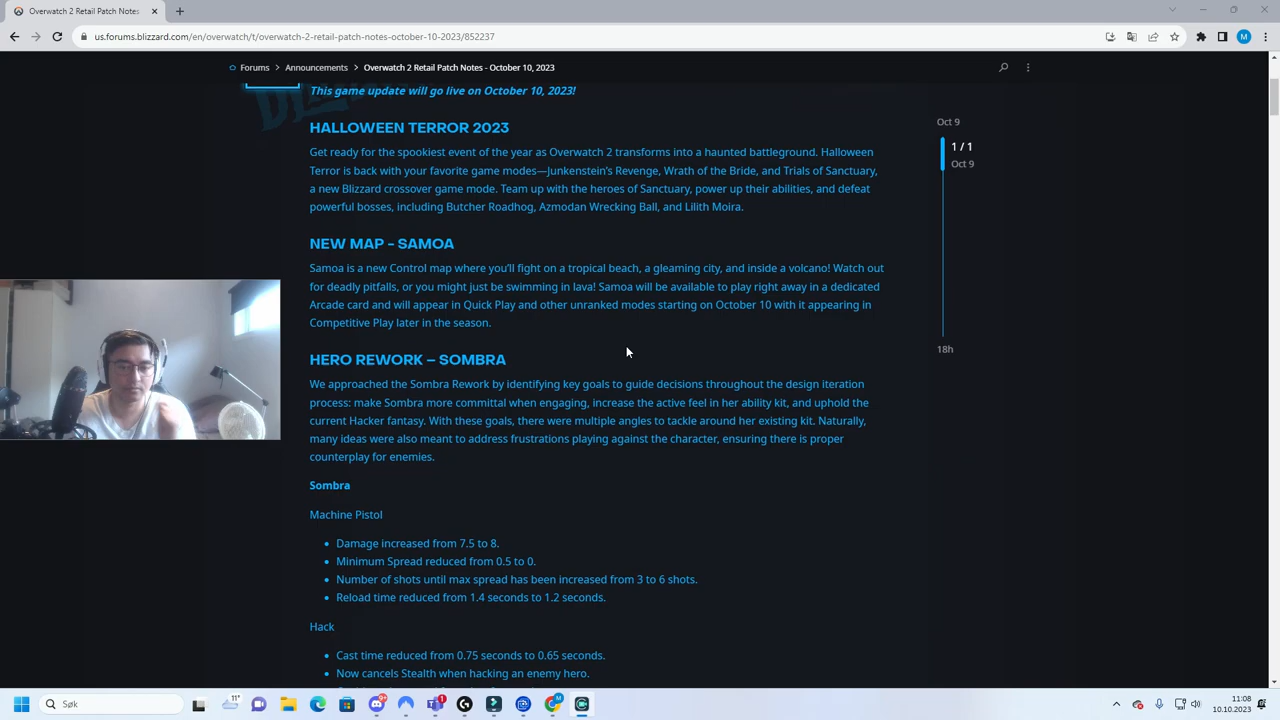 Overwatch 2 Retail Patch Notes
us.forums.blizzard.com/en/overwatch/t/overwatch-2-retail-patch-notes-october-10-2023/852237
M
Forums > Announcements > Overwatch 2 Retail Patch Notes - October 10, 2023
This game update will go live on October 10, 2023!
Oct 9
1 / 1
Oct 9
18h
HALLOWEEN TERROR 2023
Get ready for the spookiest event of the year as Overwatch 2 transforms into a haunted battleground. Halloween
Terror is back with your favorite game modes—Junkenstein's Revenge, Wrath of the Bride, and Trials of Sanctuary,
a new Blizzard crossover game mode. Team up with the heroes of Sanctuary, power up their abilities, and defeat
powerful bosses, including Butcher Roadhog, Azmodan Wrecking Ball, and Lilith Moira.
NEW MAP - SAMOA
Samoa is a new Control map where you'll fight on a tropical beach, a gleaming city, and inside a volcano! Watch out
for deadly pitfalls, or you might just be swimming in lava! Samoa will be available to play right away in a dedicated
Arcade card and will appear in Quick Play and other unranked modes starting on October 10 with it appearing in
Competitive Play later in the season.
HERO REWORK – SOMBRA
We approached the Sombra Rework by identifying key goals to guide decisions throughout the design iteration
process: make Sombra more committal when engaging, increase the active feel in her ability kit, and uphold the
current Hacker fantasy. With these goals, there were multiple angles to tackle around her existing kit. Naturally,
many ideas were also meant to address frustrations playing against the character, ensuring there is proper
counterplay for enemies.
Sombra
Machine Pistol
• Damage increased from 7.5 to 8.
• Minimum Spread reduced from 0.5 to 0.
• Number of shots until max spread has been increased from 3 to 6 shots.
• Reload time reduced from 1.4 seconds to 1.2 seconds.
Hack
• Cast time reduced from 0.75 seconds to 0.65 seconds.
• Now cancels Stealth when hacking an enemy hero.
Søk
11°
11:08
10.10.2023